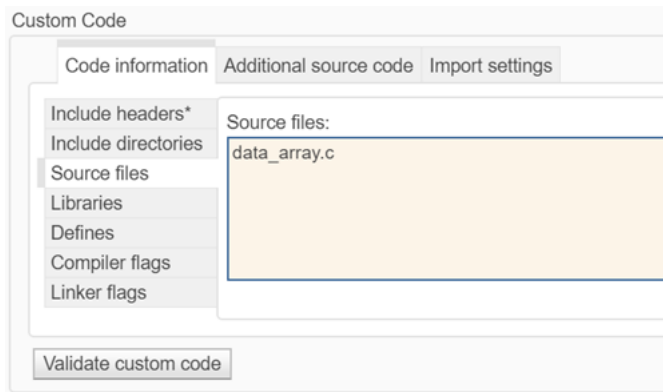 Custom Code
Code information Additional source code Import settings
Include headers*
Include directories
Source files
Libraries
Defines
Compiler flags
Linker flags
Source files:
data_array.c
Validate custom code